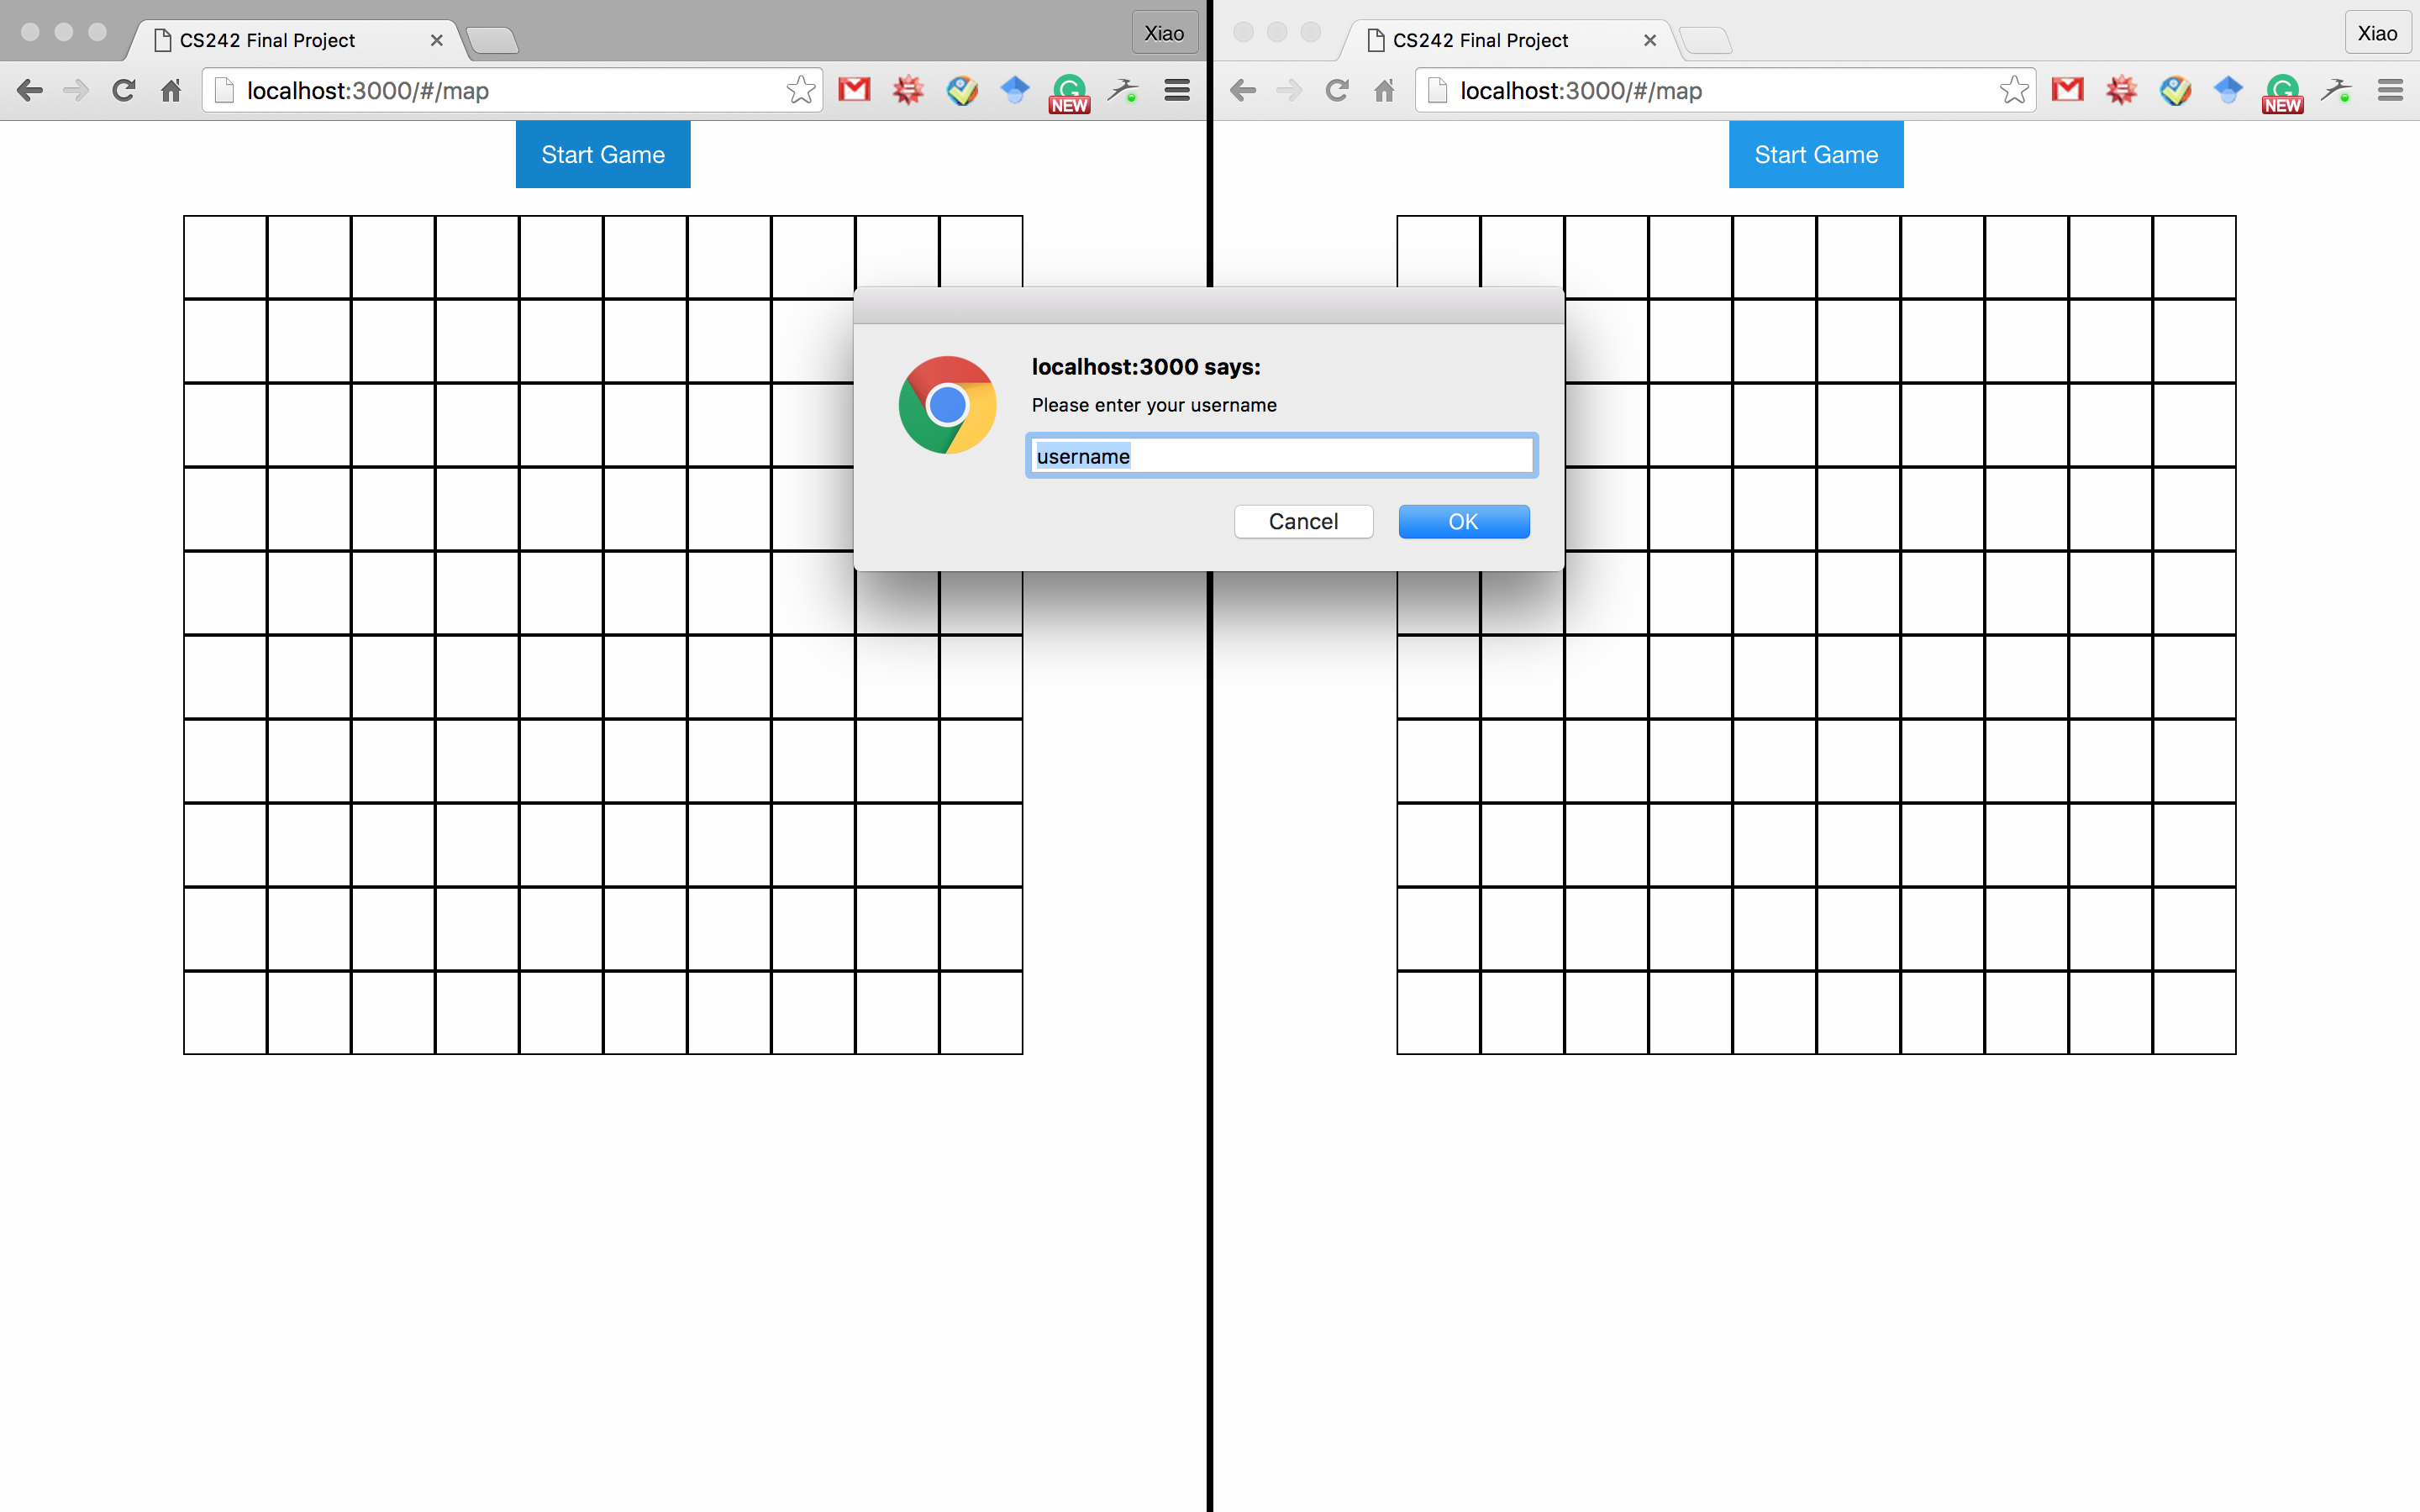 CS242 Final Project
Xiao
localhost:3000/#/map
NEW
Start Game
CS242 Final Project
Xiao
localhost:3000/#/map
NEW
Start Game
localhost:3000 says:
Please enter your username
username
Cancel
OK